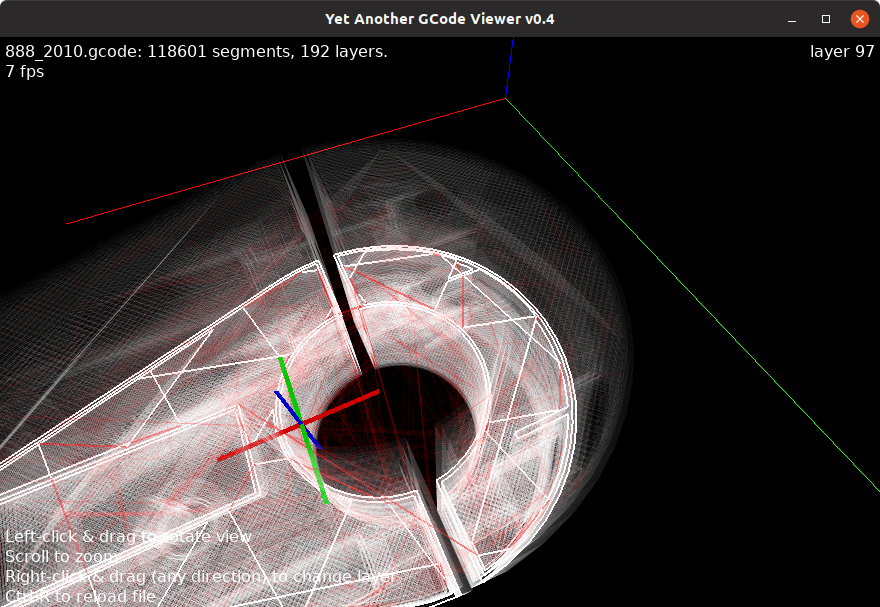 Yet Another GCode Viewer v0.4
888_2010.gcode: 118601 segments, 192 layers.
layer 97
7 fps
Left-click & drag to rotate view
Scroll to zoom
Right-click & drag (any direction) to change layer
Ctrl-R to reload file